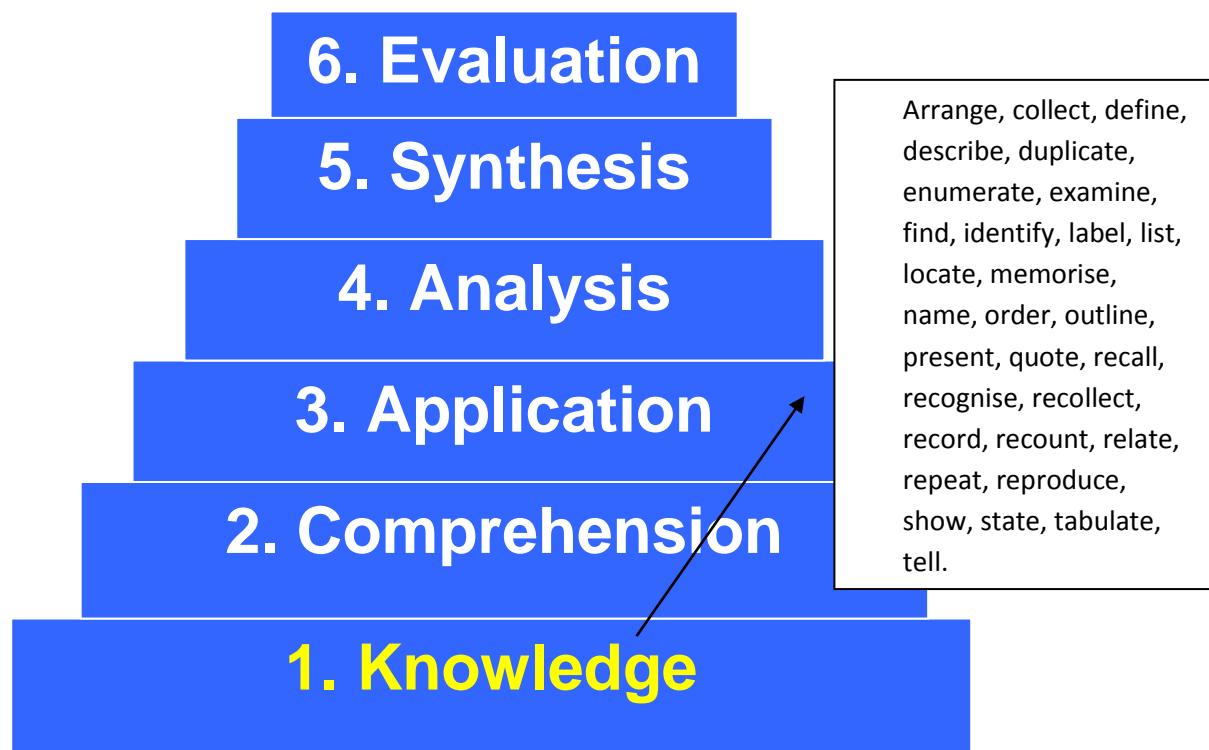 6. Evaluation
5. Synthesis
4. Analysis
3. Application
2. Comprehension
1. Knowledge
Arrange, collect, define,
describe, duplicate,
enumerate, examine,
find, identify, label, list,
locate, memorise,
name, order, outline,
present, quote, recall,
recognise, recollect,
record, recount, relate,
repeat, reproduce,
show, state, tabulate,
tell.